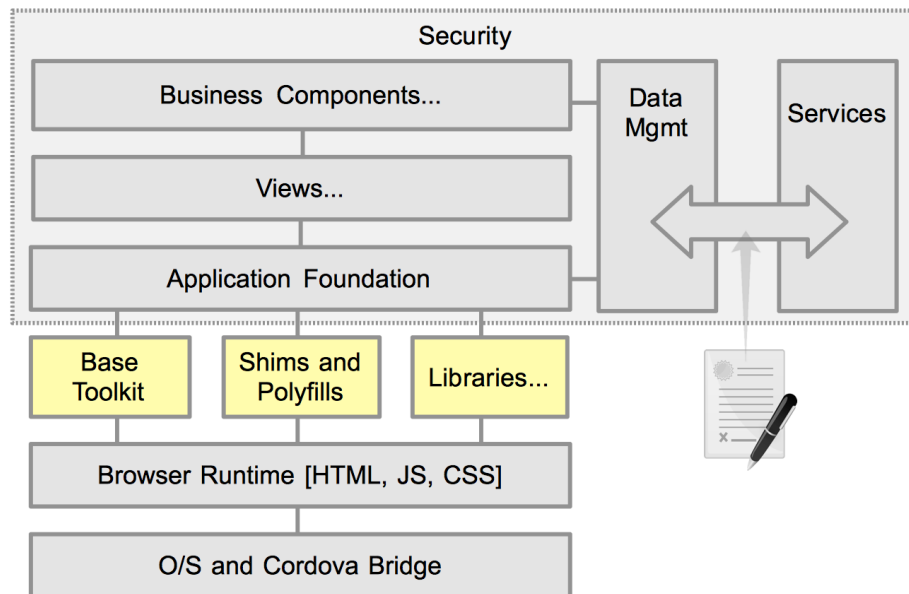 Security
Business Components...
Data
Mgmt
Services
Views...
Application Foundation
Base
Toolkit
Shims and
Polyfills
Libraries...
Browser Runtime [HTML, JS, CSS]
O/S and Cordova Bridge